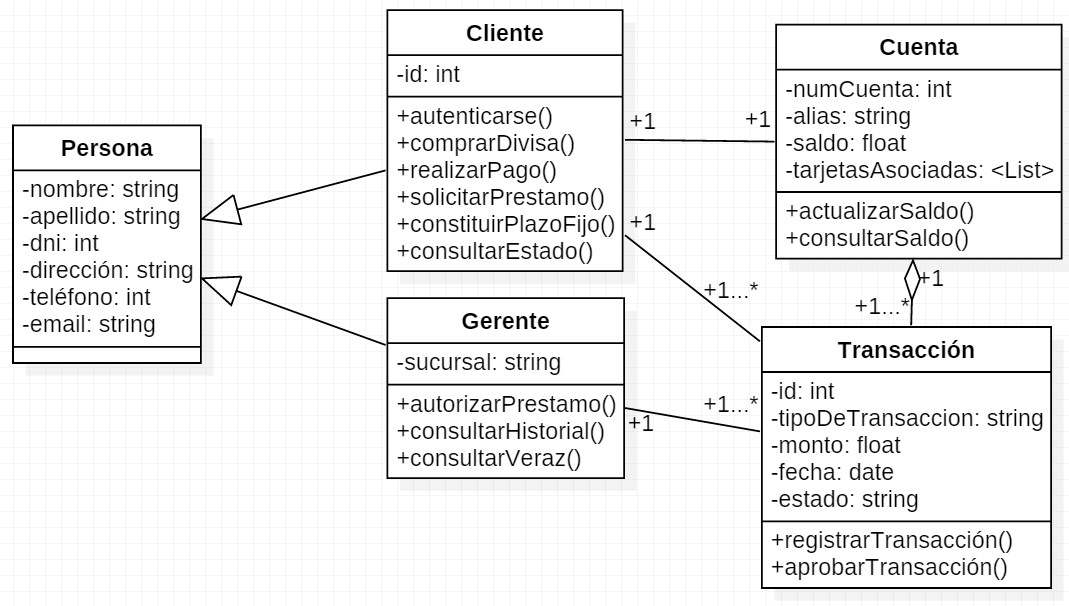 Persona
-nombre: string
-apellido: string
-dni: int
-dirección: string
-teléfono: int
-email: string
Cliente
-id: int
+autenticarse()
+comprarDivisa()
+realizarPago()
+solicitarPrestamo()
+constituirPlazoFijo()
+consultarEstado()
+1
+1
+1
+1...*
Cuenta
-numCuenta: int
-alias: string
-saldo: float
-tarjetasAsociadas: <List>
+actualizarSaldo()
+consultarSaldo()
+1
+1...*
Gerente
-sucursal: string
+autorizarPrestamo()
+consultarHistorial()
+consultarVeraz()
+1
+1...*
Transacción
-id: int
-tipoDeTransaccion: string
-monto: float
-fecha: date
-estado: string
+registrarTransacción()
+aprobarTransacción()